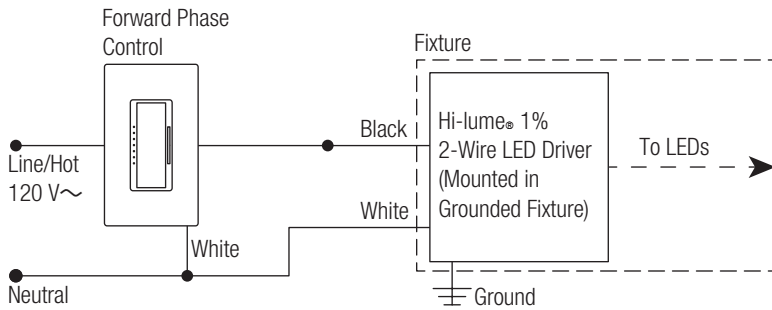 Forward Phase
Control
Fixture
Line/Hot
120 V~
Black
White
White
Neutral
Hi-lume® 1%
2-Wire LED Driver
(Mounted in
Grounded Fixture)
To LEDs
Ground